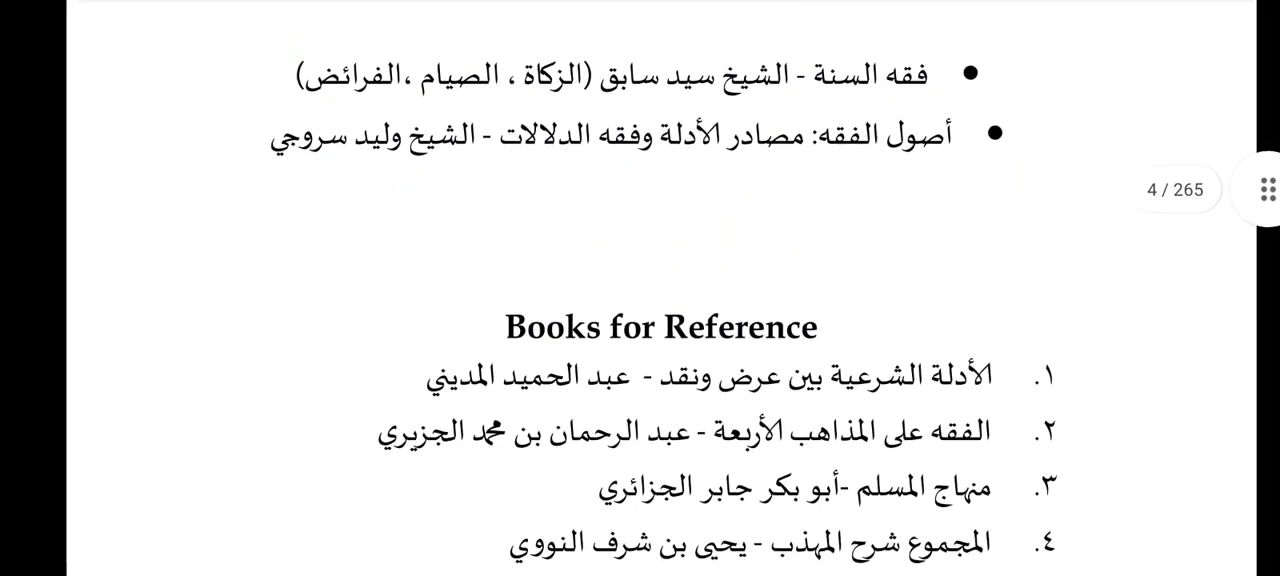 ● فقه السنة - الشيخ سيد سابق (الزكاة ، الصيام ،الفرائض)
● أصول الفقه: مصادر الأدلة وفقه الدلالات - الشيخ وليد سروجي
4 / 265
Books for Reference
١. الأدلة الشرعية بين عرض ونقد - عبد الحميد المديني
٢. الفقه على المذاهب الأربعة - عبد الرحمان بن محمد الجزيري
٣. منهاج المسلم -أبو بكر جابر الجزائري
٤. المجموع شرح المهذب - يحيى بن شرف النووي